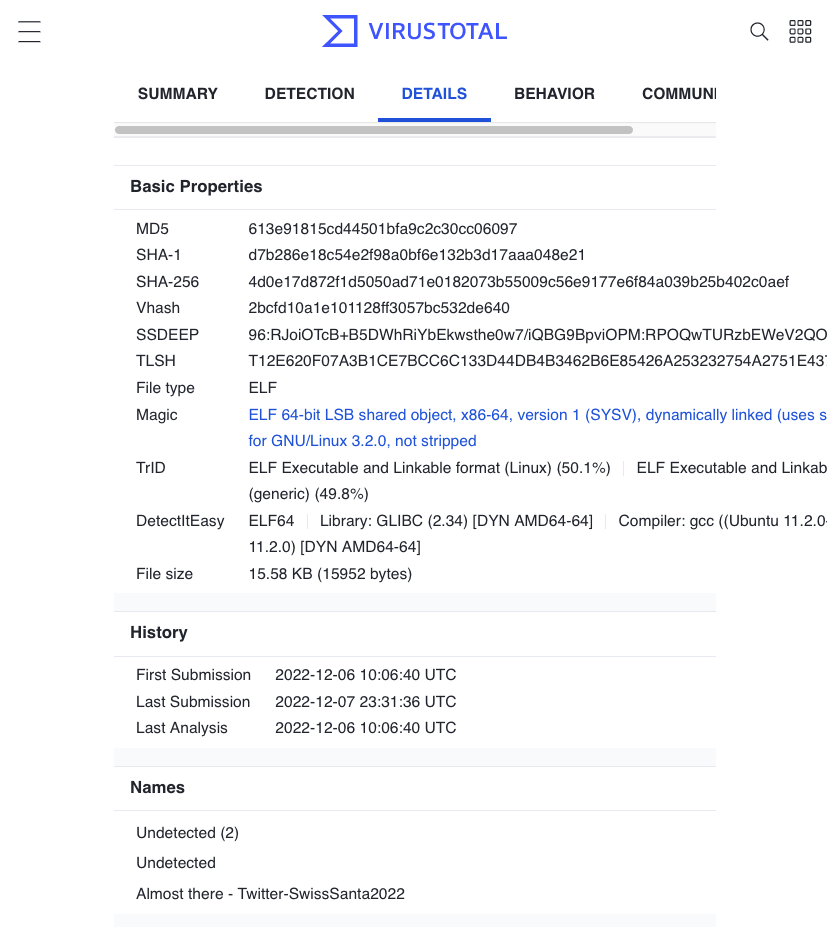 VIRUSTOTAL
SUMMARY DETECTION DETAILS BEHAVIOR COMMUNI
Basic Properties
MD5 613e91815cd44501bfa9c2c30cc06097
SHA-1 d7b286e18c54e2f98a0bf6e132b3d17aaa048e21
SHA-256 4d0e17d872f1d5050ad71e0182073b55009c56e9177e6f84a039b25b402c0aef
Vhash 2bcfd10a1e101128ff3057bc532de640
SSDEEP 96:RJoiOTcB+B5DWhRiYbEkwsthe0w7/iQBG9BpviOPM:RPOQwTURzbEWeV2QO
TLSH T12E620F07A3B1CE7BCC6C133D44DB4B3462B6E85426A253232754A2751E437
File type ELF
Magic ELF 64-bit LSB shared object, x86-64, version 1 (SYSV), dynamically linked (uses s
for GNU/Linux 3.2.0, not stripped
TrID ELF Executable and Linkable format (Linux) (50.1%) ELF Executable and Linkab
(generic) (49.8%)
DetectItEasy ELF64 Library: GLIBC (2.34) [DYN AMD64-64] Compiler: gcc ((Ubuntu 11.2.0-
11.2.0) [DYN AMD64-64]
File size 15.58 KB (15952 bytes)
History
First Submission 2022-12-06 10:06:40 UTC
Last Submission 2022-12-07 23:31:36 UTC
Last Analysis 2022-12-06 10:06:40 UTC
Names
Undetected (2)
Undetected
Almost there - Twitter-SwissSanta2022